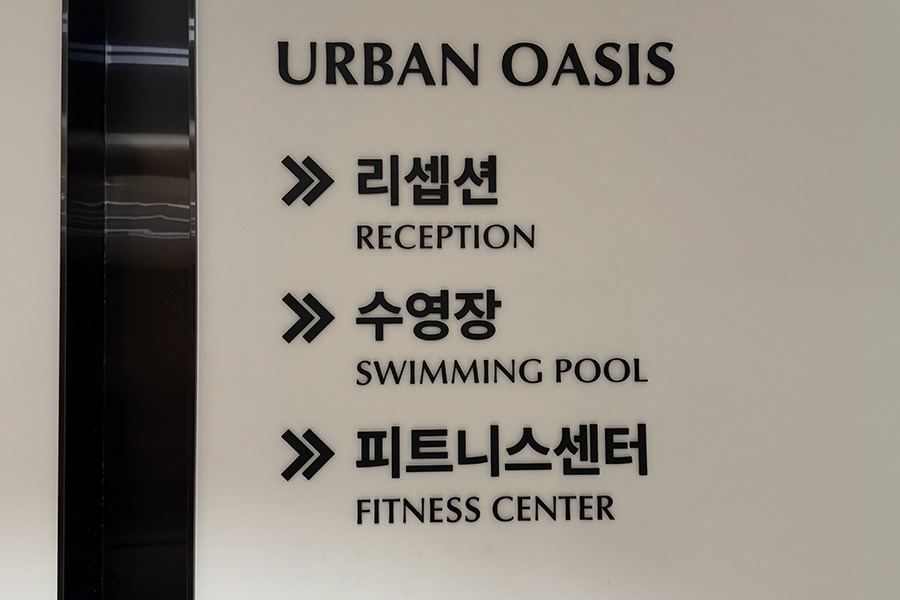 URBAN OASIS
리셉션
RECEPTION
수영장
SWIMMING POOL
피트니스센터
FITNESS CENTER